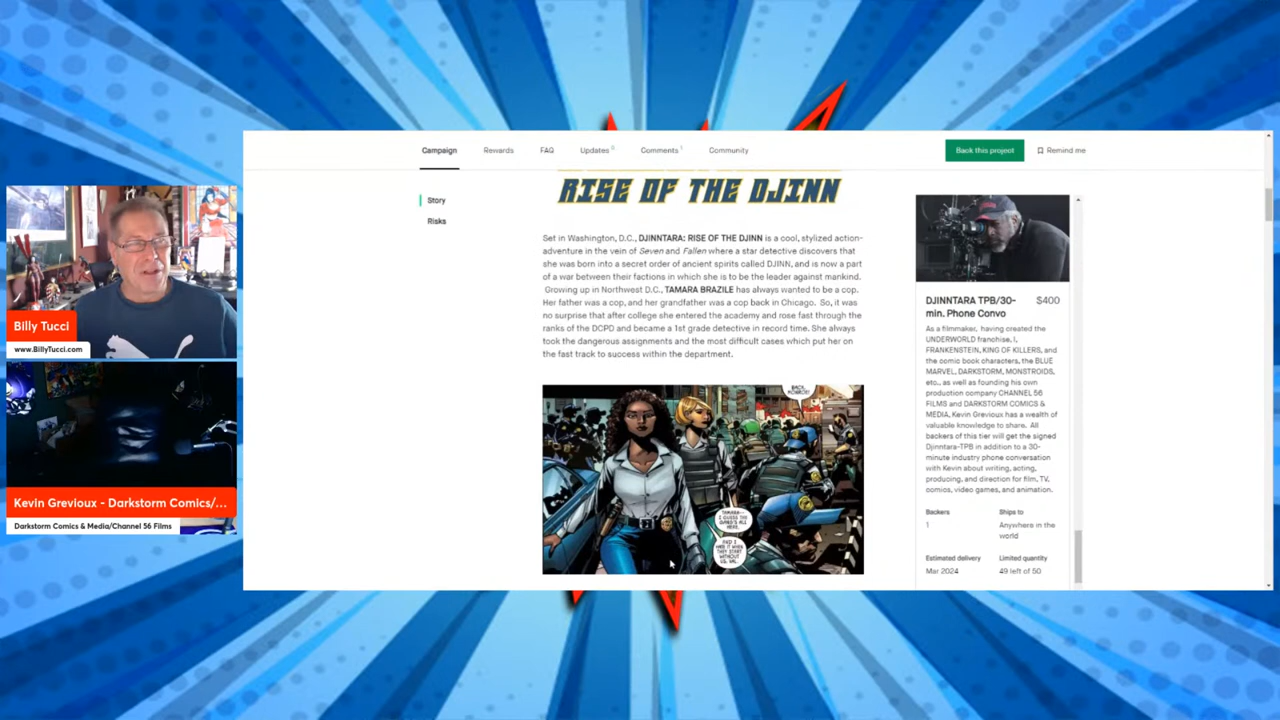 Campaign
Rewards
FAQ
Updates 6
Comments 1
Community
Back this project
Remind me
Story
Risks
RISE OF THE DJINN
Set in Washington, D.C., DJINNTARA: RISE OF THE DJINN is a cool, stylized action-
adventure in the vein of Seven and Fallen where a star detective discovers that
she was born into a secret order of ancient spirits called DJINN, and is now a part
of a war between their factions in which she is to be the leader against mankind.
Growing up in Northwest D.C., TAMARA BRAZILE has always wanted to be a cop.
Her father was a cop, and her grandfather was a cop back in Chicago. So, it was
no surprise that after college she entered the academy and rose fast through the
ranks of the DCPD and became a 1st grade detective in record time. She always
took the dangerous assignments and the most difficult cases which put her on
the fast track to success within the department.
TAMARA--
I GUESS THE
GANG'S ALL
HERE.
DJINNTARA TPB/30-
min. Phone Convo
$400
As a filmmaker, having created the
UNDERWORLD franchise, I,
FRANKENSTEIN, KING OF KILLERS, and
the comic book characters, the BLUE
MARVEL, DARKSTORM, MONSTROIDS,
etc., as well as founding his own
production company CHANNEL 56
FILMS and DARKSTORM COMICS &
MEDIA, Kevin Grevioux has a wealth of
valuable knowledge to share. All
backers of this tier will get the signed
Djinntara-TPB in addition to a 30-
minute industry phone conversation
with Kevin about writing, acting,
producing, and direction for film, TV,
comics, video games, and animation.
Backers
1
Ships to
Anywhere in the
world
Estimated delivery
Mar 2024
Limited quantity
49 left of 50
Billy Tucci
www.BillyTucci.com
Kevin Grevioux - Darkstorm Comics/...
Darkstorm Comics & Media/Channel 56 Films